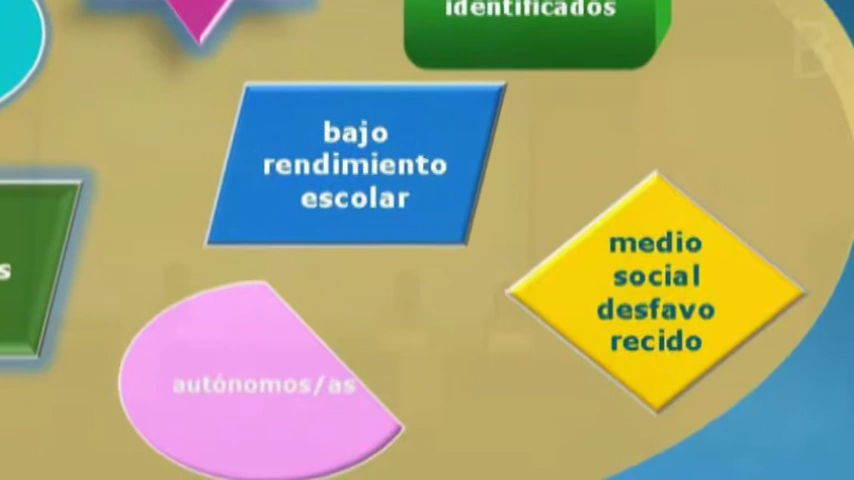 identificados
bajo
rendimiento
escolar
medio
social
desfavo
recido
s
autónomos/as
B